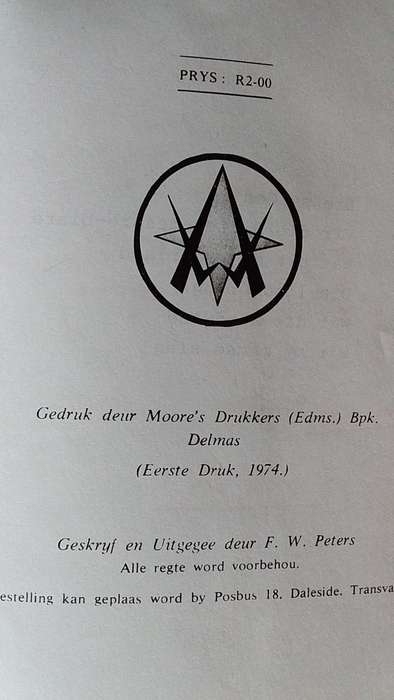 PRYS: R2-00
Gedruk deur Moore's Drukkers (Edms.) Bpk.
Delmas
(Eerste Druk, 1974.)
Geskryf en Uitgegee deur F. W. Peters
Alle regte word voorbehou.
estelling kan geplaas word by Posbus 18. Daleside. Transva